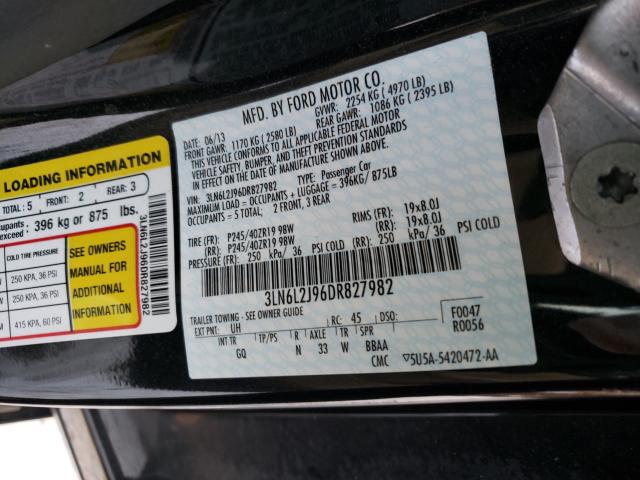 MFD. BY FORD MOTOR CO.
DATE: 06/13 GVWR: 2254 KG ( 4970 LB)
FRONT GAWR: 1170 KG ( 2580 LB) REAR GAWR: 1086 KG ( 2395 LB)
THIS VEHICLE CONFORMS TO ALL APPLICABLE FEDERAL MOTOR
VEHICLE SAFETY, BUMPER, AND THEFT PREVENTION STANDARDS IN
EFFECT ON THE DATE OF MANUFACTURE SHOWN ABOVE.
VIN: 3LN6L2J96DR827982 TYPE: Passenger Car
MAXIMUM LOAD = OCCUPANTS + LUGGAGE = 396KG/ 875LB
OCCUPANTS = 5 TOTAL: 2 FRONT, 3 REAR
TIRE (FR): P245/40ZR19 98W RIMS (FR): 19x8.0J
TIRE (RR): P245/40ZR19 98W RIMS (RR): 19x8.0J
PRESSURE: (FR) 250 kPa/ 36 PSI COLD (RR) 250 kPa/ 36 PSI COLD
3LN6L2J96DR827982
TRAILER TOWING - SEE OWNER GUIDE
EXT PNT: UH RC: 45 DSO: F0047
INT TR TP/PS R AXLE TR SPR R0056
GQ N 33 W BBAA
CMC ▽5U5A-5420472-AA
LOADING INFORMATION
TOTAL: 5 FRONT: 2 REAR: 3
396 kg or 875 lbs.
COLD TIRE PRESSURE
250 KPA, 36 PSI
250 KPA, 36 PSI
415 KPA, 60 PSI
SEE OWNERS
MANUAL FOR
ADDITIONAL
INFORMATION
3LN6L2J96DR827982